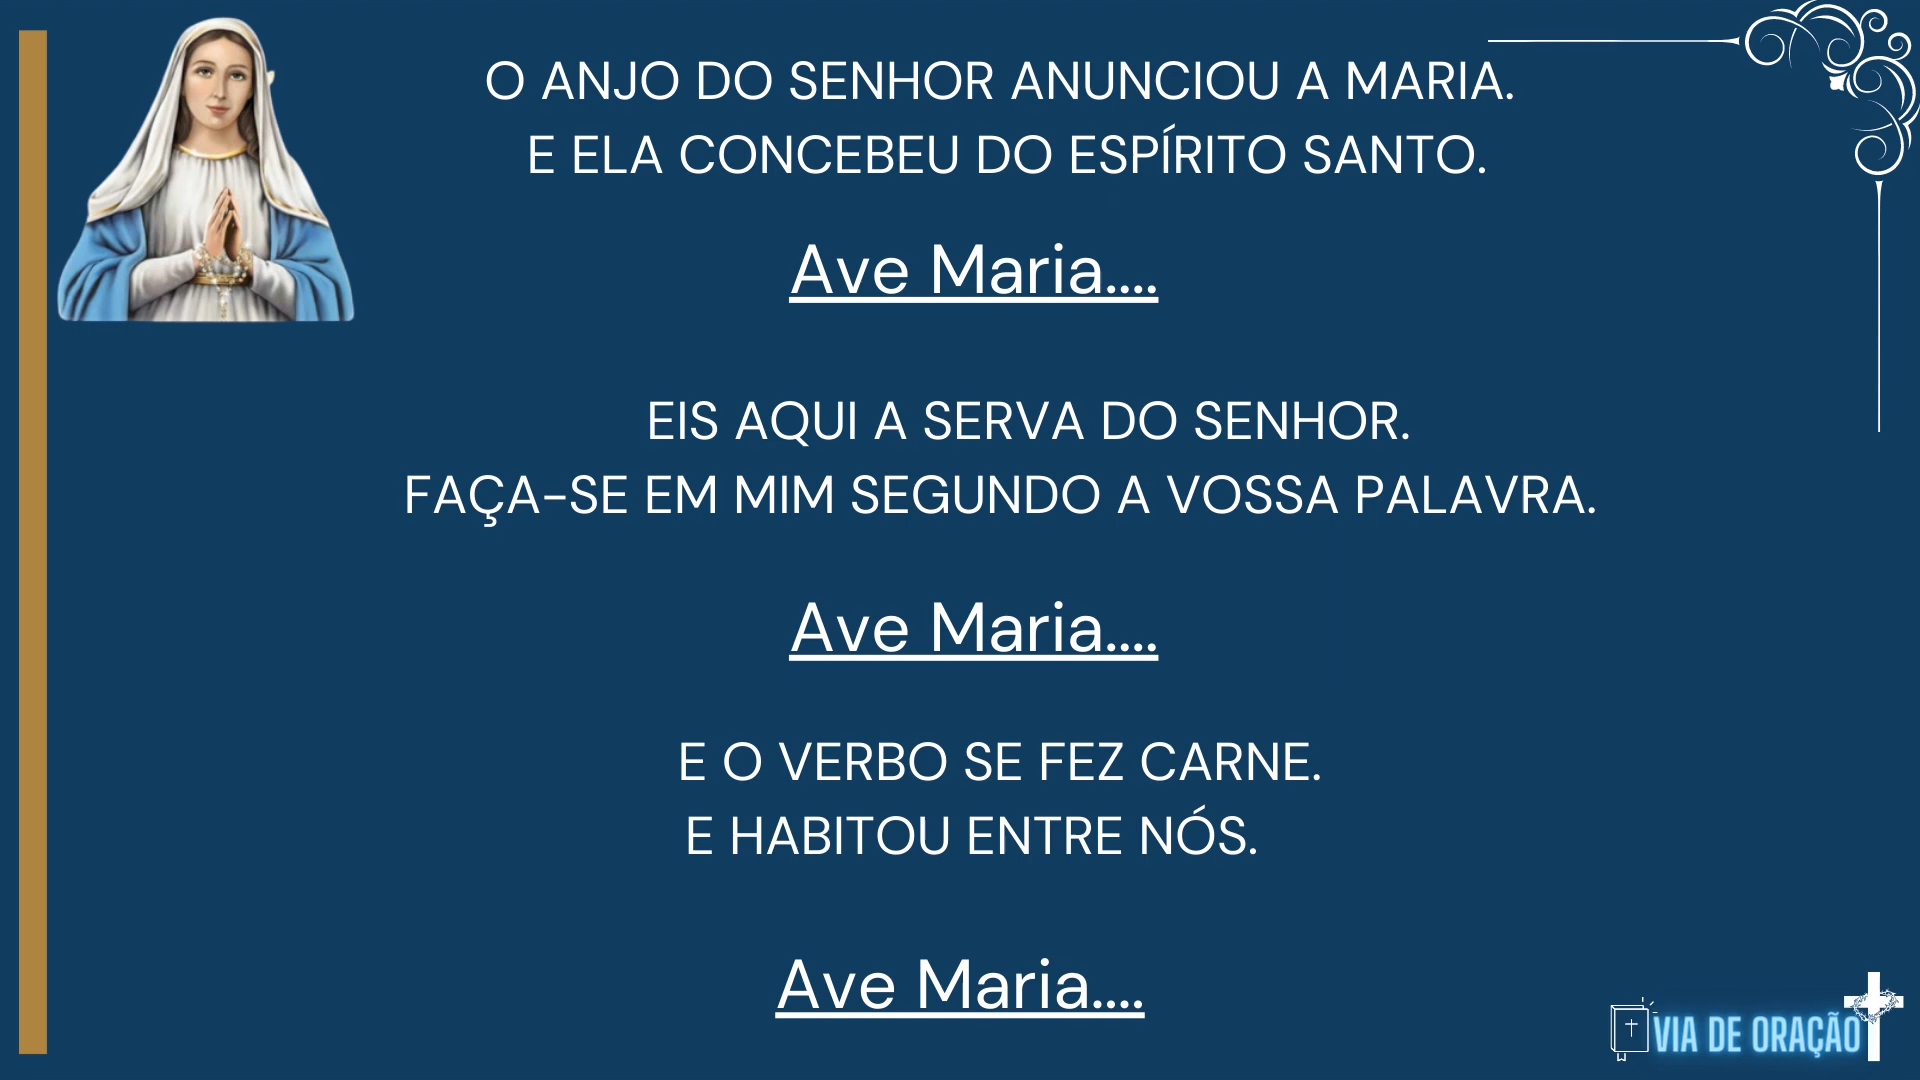 O ANJO DO SENHOR ANUNCIOU A MARIA.
E ELA CONCEBEU DO ESPÍRITO SANTO.
Ave Maria....
EIS AQUI A SERVA DO SENHOR.
FAÇA-SE EM MIM SEGUNDO A VOSSA PALAVRA.
Ave Maria....
E O VERBO SE FEZ CARNE.
E HABITOU ENTRE NÓS.
Ave Maria....
VIA DE ORAÇÃO